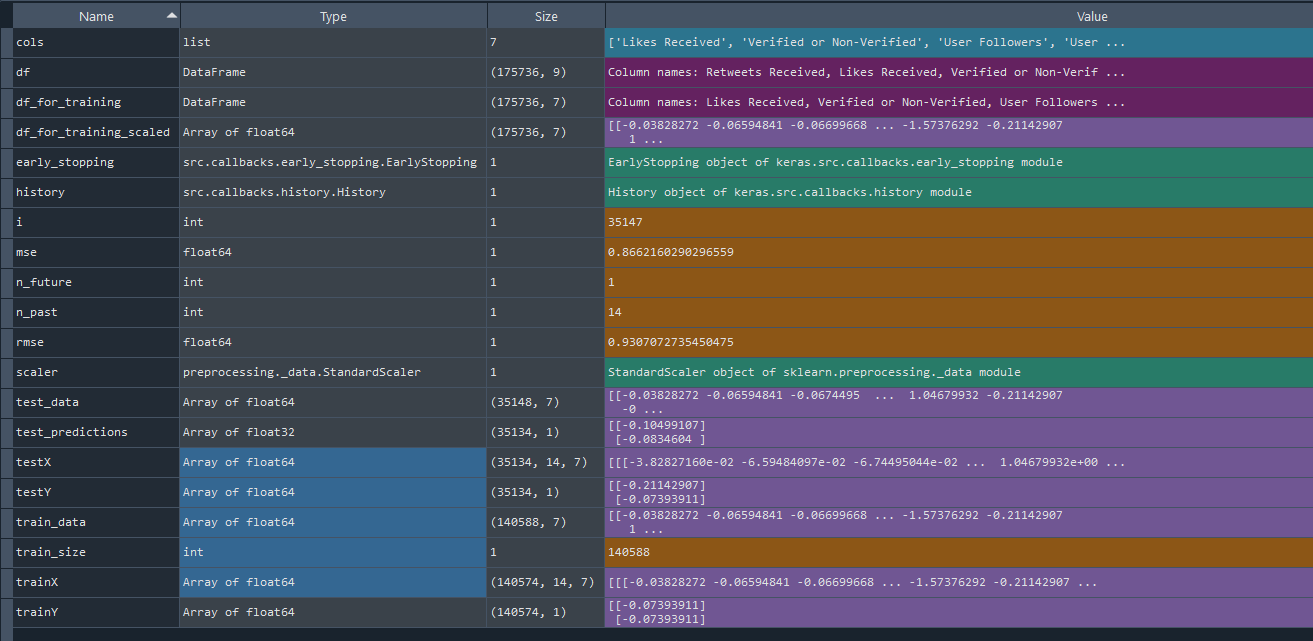 Name Type Size Value
cols list 7 ['Likes Received', 'Verified or Non-Verified', 'User Followers', 'User ...
df DataFrame (175736, 9) Column names: Retweets Received, Likes Received, Verified or Non-Verif ...
df_for_training DataFrame (175736, 7) Column names: Likes Received, Verified or Non-Verified, User Followers ...
df_for_training_scaled Array of float64 (175736, 7) [[-0.03828272 -0.06594841 -0.06699668 ... -1.57376292 -0.21142907
1 ...
early_stopping src.callbacks.early_stopping.EarlyStopping 1 EarlyStopping object of keras.src.callbacks.early_stopping module
history src.callbacks.history.History 1 History object of keras.src.callbacks.history module
i int 1 35147
mse float64 1 0.8662160290296559
n_future int 1 1
n_past int 1 14
rmse float64 1 0.9307072735450475
scaler preprocessing._data.StandardScaler 1 StandardScaler object of sklearn.preprocessing._data module
test_data Array of float64 (35148, 7) [[-0.03828272 -0.06594841 -0.0674495 ... 1.04679932 -0.21142907
-0 ...
test_predictions Array of float32 (35134, 1) [[-0.10499107]
[-0.0834604 ]
testX Array of float64 (35134, 14, 7) [[[-3.82827160e-02 -6.59484097e-02 -6.74495044e-02 ... 1.04679932e+00 ...
testY Array of float64 (35134, 1) [[-0.21142907]
[-0.07393911]
train_data Array of float64 (140588, 7) [[-0.03828272 -0.06594841 -0.06699668 ... -1.57376292 -0.21142907
1 ...
train_size int 1 140588
trainX Array of float64 (140574, 14, 7) [[[-0.03828272 -0.06594841 -0.06699668 ... -1.57376292 -0.21142907 ...
trainY Array of float64 (140574, 1) [[-0.07393911]
[-0.07393911]